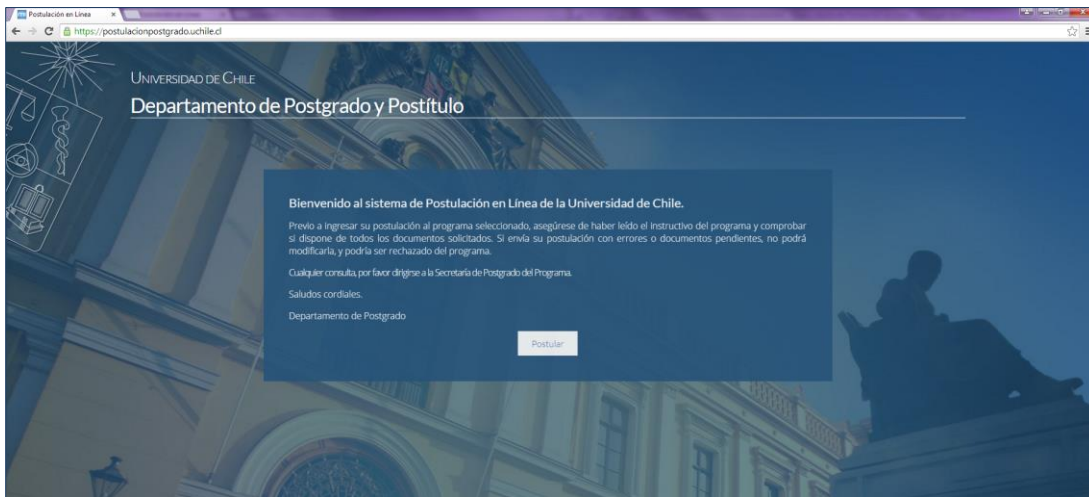 Postulación en Línea
https://postulacionpostgrado.uchile.cl
UNIVERSIDAD DE CHILE
Departamento de Postgrado y Postítulo
Bienvenido al sistema de Postulación en Línea de la Universidad de Chile.
Previo a ingresar su postulación al programa seleccionado, asegúrese de haber leído el instructivo del programa y comprobar
si dispone de todos los documentos solicitados. Si envía su postulación con errores o documentos pendientes, no podrá
modificarla, y podría ser rechazado del programa.
Cualquier consulta, por favor dirigirse a la Secretaría de Postgrado del Programa.
Saludos cordiales.
Departamento de Postgrado
Postular